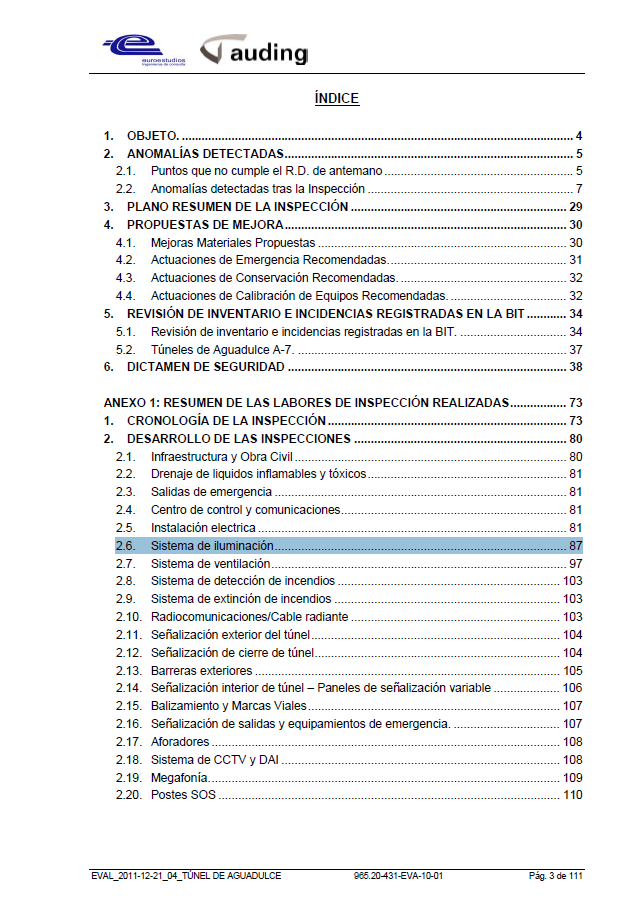 euroestudios
ingenieros de consulta
auding
ÍNDICE
1. OBJETO. 4
2. ANOMALÍAS DETECTADAS 5
2.1. Puntos que no cumple el R.D. de antemano 5
2.2. Anomalías detectadas tras la Inspección 7
3. PLANO RESUMEN DE LA INSPECCIÓN 29
4. PROPUESTAS DE MEJORA 30
4.1. Mejoras Materiales Propuestas 30
4.2. Actuaciones de Emergencia Recomendadas. 31
4.3. Actuaciones de Conservación Recomendadas. 32
4.4. Actuaciones de Calibración de Equipos Recomendadas. 32
5. REVISIÓN DE INVENTARIO E INCIDENCIAS REGISTRADAS EN LA BIT 34
5.1. Revisión de inventario e incidencias registradas en la BIT. 34
5.2. Túneles de Aguadulce A-7. 37
6. DICTAMEN DE SEGURIDAD 38
ANEXO 1: RESUMEN DE LAS LABORES DE INSPECCIÓN REALIZADAS 73
1. CRONOLOGÍA DE LA INSPECCIÓN 73
2. DESARROLLO DE LAS INSPECCIONES 80
2.1. Infraestructura y Obra Civil 80
2.2. Drenaje de liquidos inflamables y tóxicos 81
2.3. Salidas de emergencia 81
2.4. Centro de control y comunicaciones 81
2.5. Instalación electrica 81
2.6. Sistema de iluminación 87
2.7. Sistema de ventilación 97
2.8. Sistema de detección de incendios 103
2.9. Sistema de extinción de incendios 103
2.10. Radiocomunicaciones/Cable radiante 103
2.11. Señalización exterior del túnel 104
2.12. Señalización de cierre de túnel 104
2.13. Barreras exteriores 105
2.14. Señalización interior de túnel – Paneles de señalización variable 106
2.15. Balizamiento y Marcas Viales 107
2.16. Señalización de salidas y equipamientos de emergencia. 107
2.17. Aforadores 108
2.18. Sistema de CCTV y DAI 108
2.19. Megafonía 109
2.20. Postes SOS 110
EVAL_2011-12-21_04_TÚNEL DE AGUADULCE 965.20-431-EVA-10-01 Pág. 3 de 111